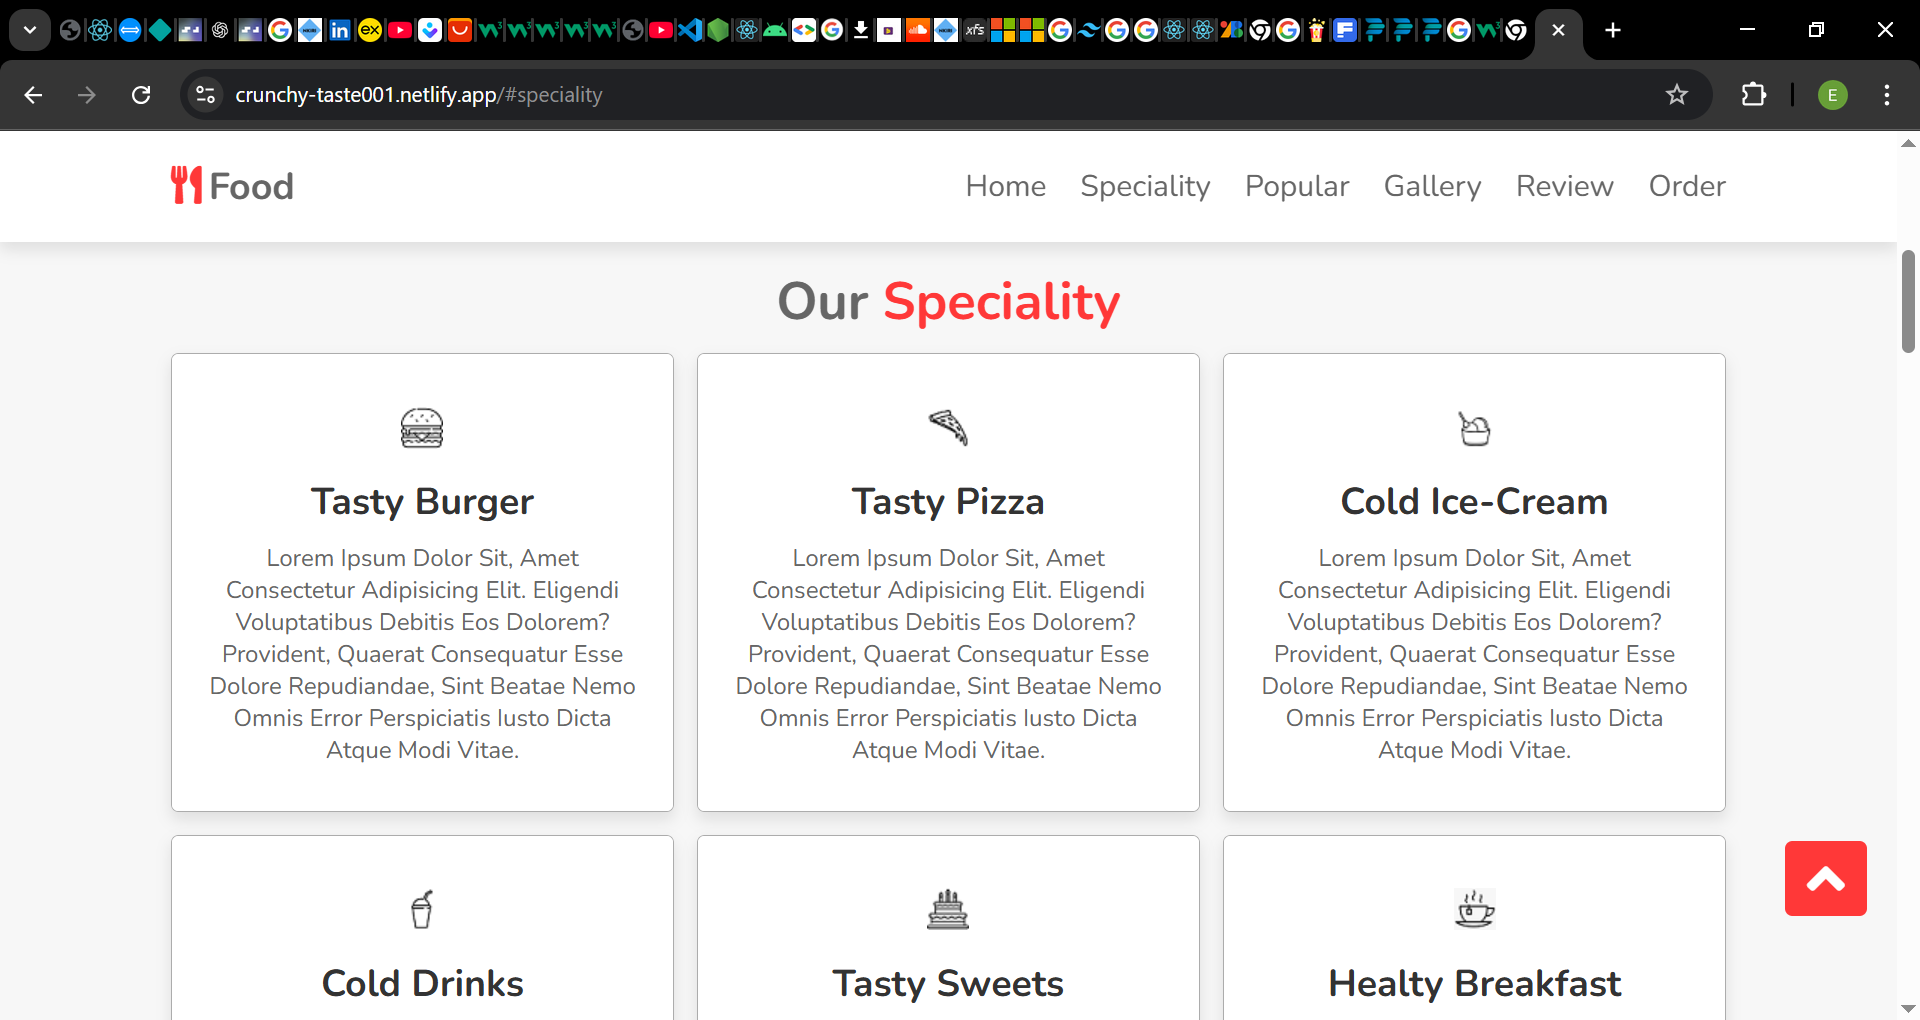 crunchy-taste001.netlify.app/#speciality
E
Food
Home Speciality Popular Gallery Review Order
Our Speciality
Tasty Burger
Lorem Ipsum Dolor Sit, Amet
Consectetur Adipisicing Elit. Eligendi
Voluptatibus Debitis Eos Dolorem?
Provident, Quaerat Consequatur Esse
Dolore Repudiandae, Sint Beatae Nemo
Omnis Error Perspiciatis Iusto Dicta
Atque Modi Vitae.
Tasty Pizza
Lorem Ipsum Dolor Sit, Amet
Consectetur Adipisicing Elit. Eligendi
Voluptatibus Debitis Eos Dolorem?
Provident, Quaerat Consequatur Esse
Dolore Repudiandae, Sint Beatae Nemo
Omnis Error Perspiciatis Iusto Dicta
Atque Modi Vitae.
Cold Ice-Cream
Lorem Ipsum Dolor Sit, Amet
Consectetur Adipisicing Elit. Eligendi
Voluptatibus Debitis Eos Dolorem?
Provident, Quaerat Consequatur Esse
Dolore Repudiandae, Sint Beatae Nemo
Omnis Error Perspiciatis Iusto Dicta
Atque Modi Vitae.
Cold Drinks
Tasty Sweets
Healty Breakfast